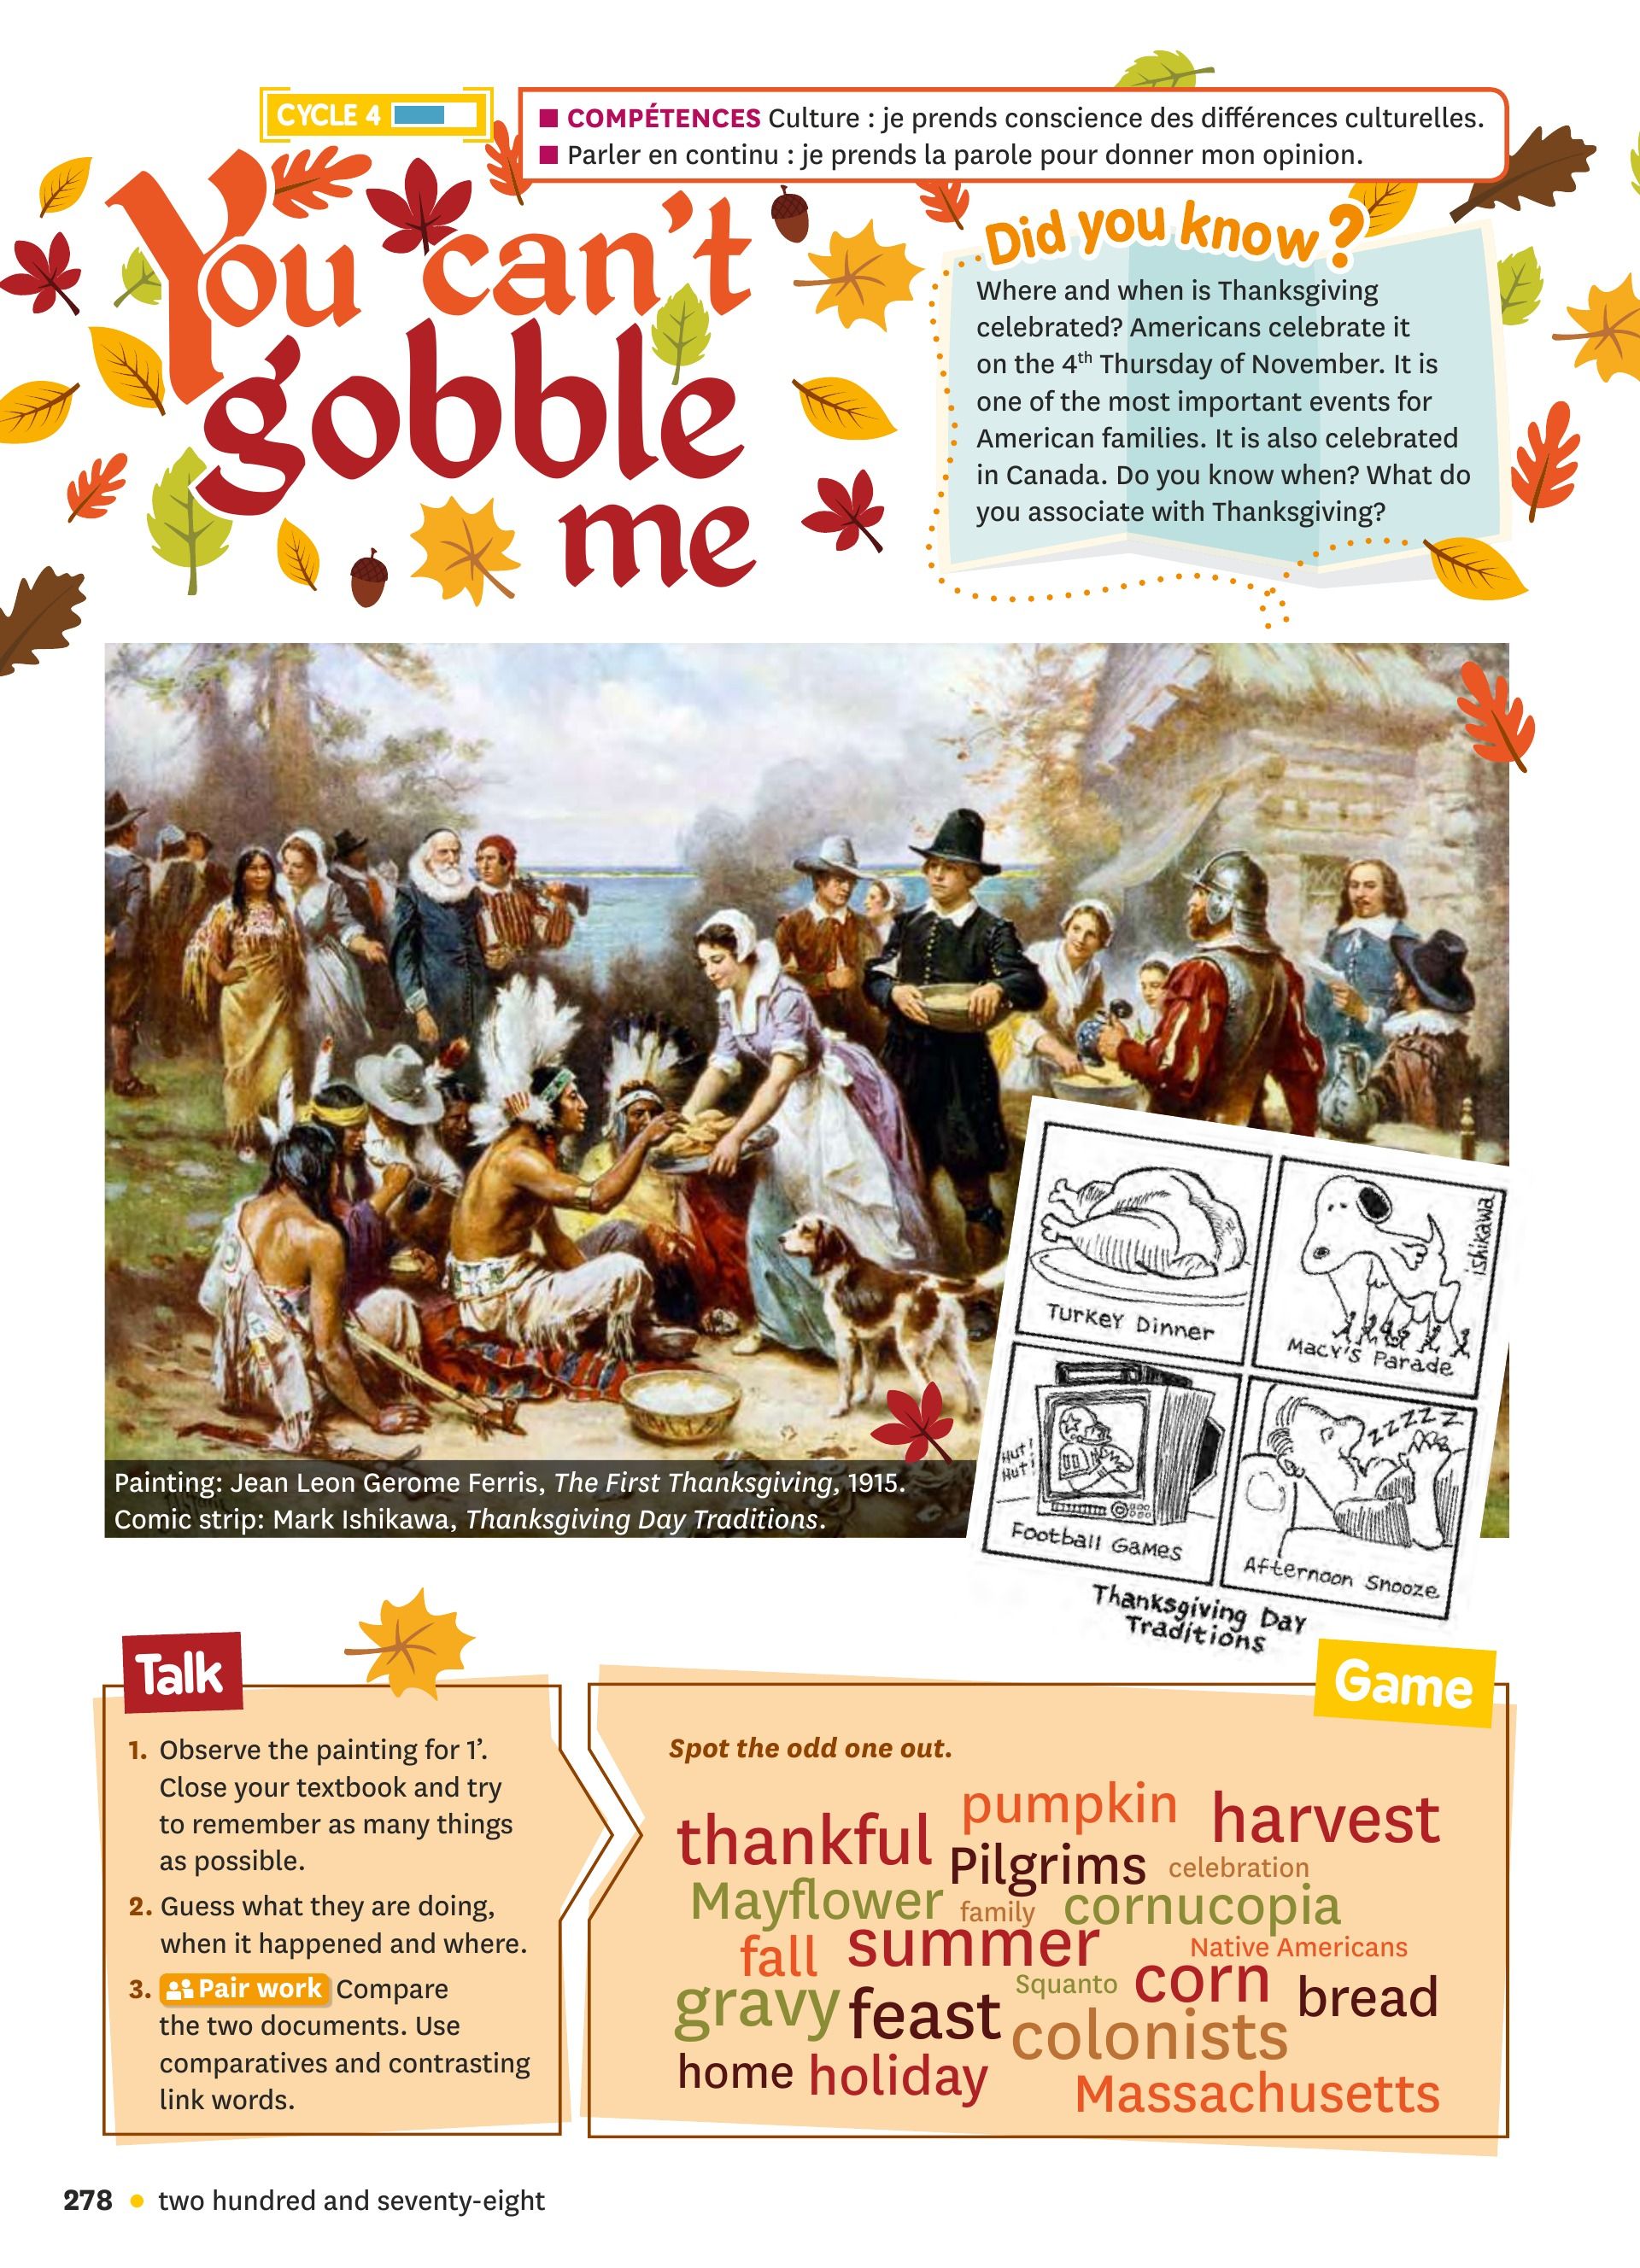 CYCLE 4
■ COMPÉTENCES Culture : je prends conscience des différences culturelles.
■ Parler en continu : je prends la parole pour donner mon opinion.
You can't
gobble
me
Did you know?
Where and when is Thanksgiving
celebrated? Americans celebrate it
on the 4th Thursday of November. It is
one of the most important events for
American families. It is also celebrated
in Canada. Do you know when? What do
you associate with Thanksgiving?
Turkey Dinner
ishikawa
Macy's Parade
Hut!
Hut!
Football Games
zzzzz
Afternoon Snooze
Thanksgiving Day
Traditions
Painting: Jean Leon Gerome Ferris, The First Thanksgiving, 1915.
Comic strip: Mark Ishikawa, Thanksgiving Day Traditions.
Talk
1. Observe the painting for 1'.
Close your textbook and try
to remember as many things
as possible.
2. Guess what they are doing,
when it happened and where.
3. Pair work Compare
the two documents. Use
comparatives and contrasting
link words.
Game
Spot the odd one out.
thankful pumpkin harvest
Pilgrims celebration
Mayflower family cornucopia
fall summer Native Americans
gravy feast Squanto corn bread
colonists
home holiday
Massachusetts
278 • two hundred and seventy-eight